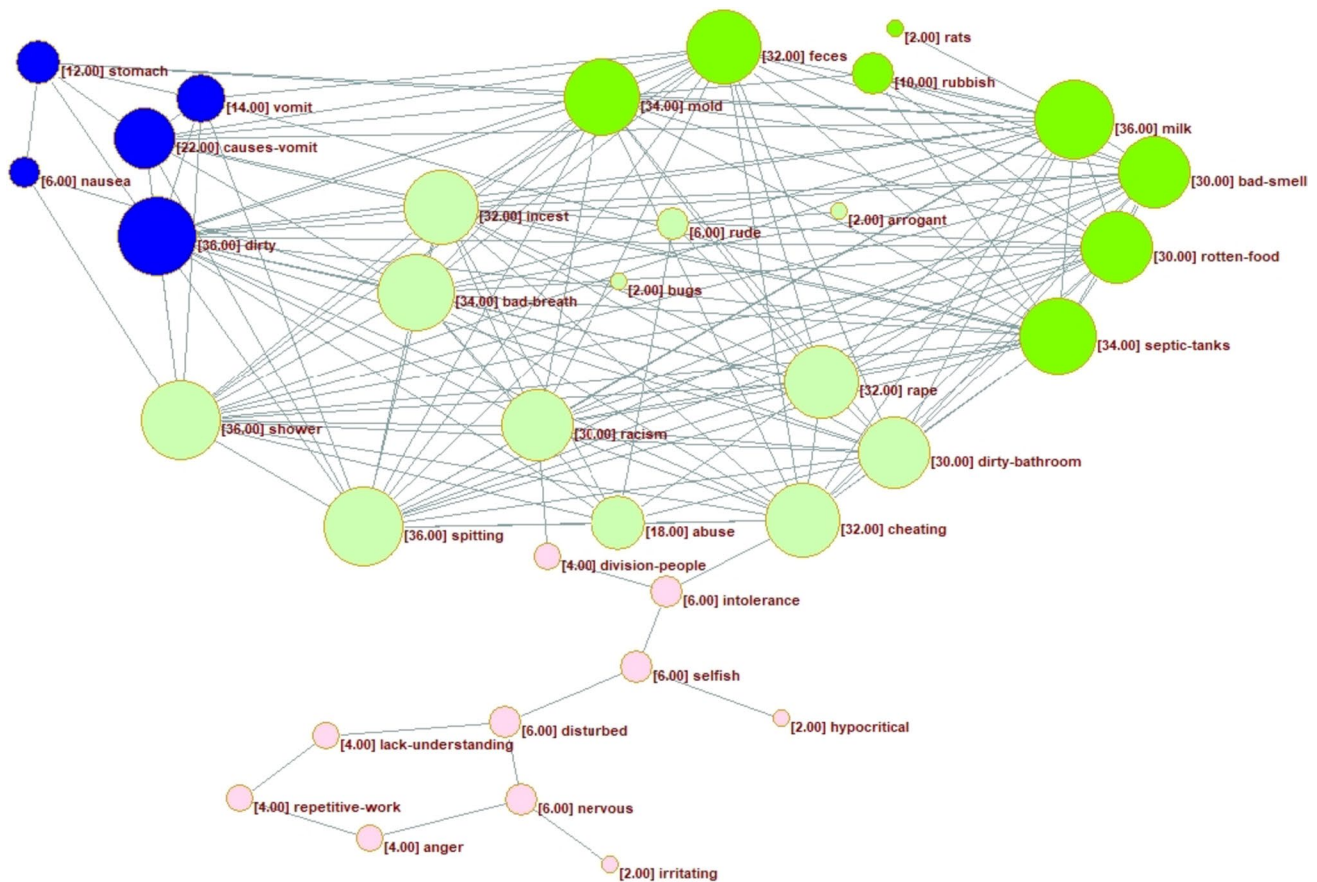 [2.00] rats
[32.00] feces
[12.00] stomach
[10.00] rubbish
[14.00] vomit
[34.00] mold
[36.00] milk
[22.00] causes-vomit
[6.00] nausea
[30.00] bad-smell
[32.00] incest
[2.00] arrogant
[6.00] rude
[36.00] dirty
[30.00] rotten-food
[2.00] bugs
[34.00] bad-breath
[34.00] septic-tanks
[32.00] rape
[36.00] shower
[30.00] racism
[30.00] dirty-bathroom
[36.00] spitting
[18.00] abuse
[32.00] cheating
[4.00] division-people
[6.00] intolerance
[6.00] selfish
[2.00] hypocritical
[6.00] disturbed
[4.00] lack-understanding
[4.00] repetitive-work
[6.00] nervous
[4.00] anger
[2.00] irritating